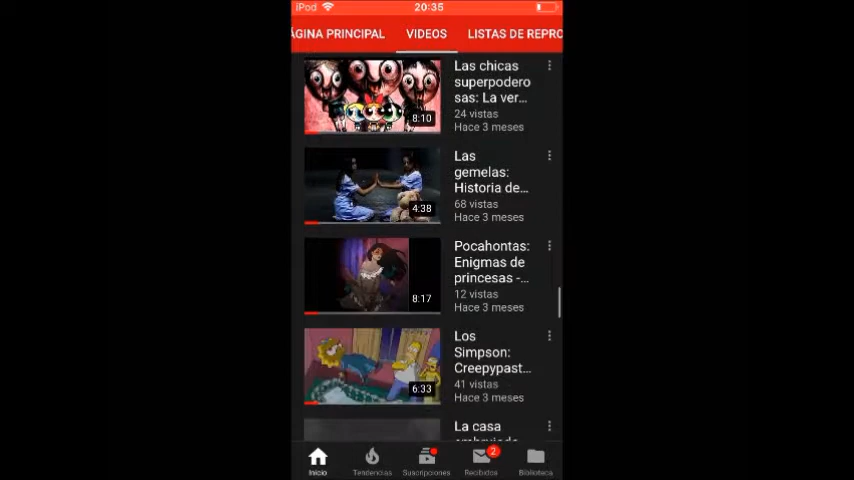 iPod
20:35
ÁGINA PRINCIPAL
VIDEOS
LISTAS DE REPRO
Las chicas
superpodero
sas: La ver...
24 vistas
Hace 3 meses
8:10
Las
gemelas:
Historia de...
68 vistas
Hace 3 meses
4:38
Pocahontas:
Enigmas de
princesas -...
12 vistas
Hace 3 meses
8:17
Los
Simpson:
Creepypast...
41 vistas
Hace 3 meses
6:33
La casa
embrujada
Inicio
Tendencias
Suscripciones
2
Recibidos
Biblioteca